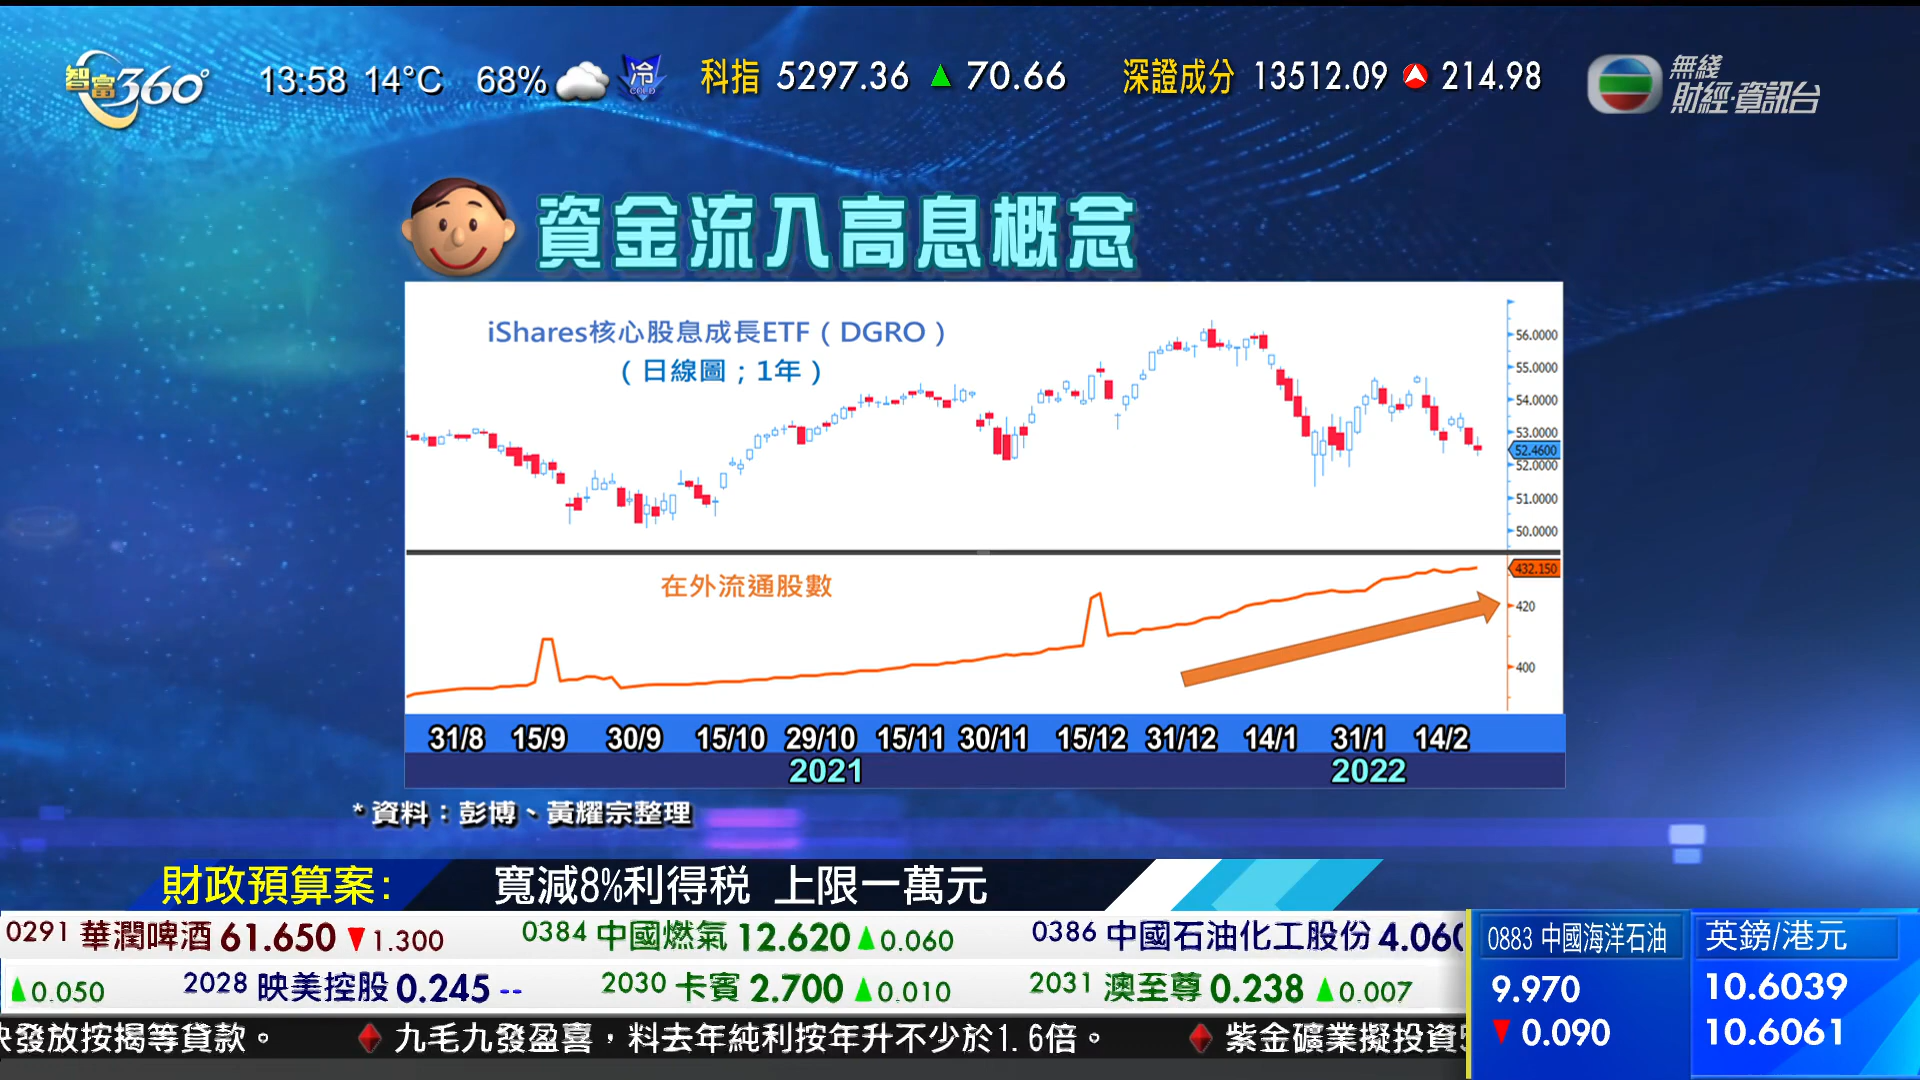 智富360°
13:58 14°C 68% 冷 COLD 科指 5297.36 ▲ 70.66 深證成分 13512.09 214.98
無綫
財經·資訊台
資金流入高息概念
iShares核心股息成長ETF（DGRO）
（日線圖；1年）
56.0000
55.0000
54.0000
53.0000
52.4600
52.0000
51.0000
50.0000
在外流通股數
432.150
420
400
31/8 15/9 30/9 15/10 29/10 15/11 30/11 15/12 31/12 14/1 31/1 14/2
2021 2022
*資料：彭博、黃耀宗整理
財政預算案： 寬減8%利得稅 上限一萬元
0291 華潤啤酒 61.650 ▼1.300 0384 中國燃氣 12.620 ▲0.060 0386 中國石油化工股份 4.060
▲0.050 2028 映美控股 0.245 -- 2030 卡賓 2.700 ▲0.010 2031 澳至尊 0.238 ▲0.007
發放按揭等貸款。 九毛九發盈喜，料去年純利按年升不少於1.6倍。 紫金礦業擬投資
0883 中國海洋石油
9.970
▼0.090
英鎊/港元
10.6039
10.6061